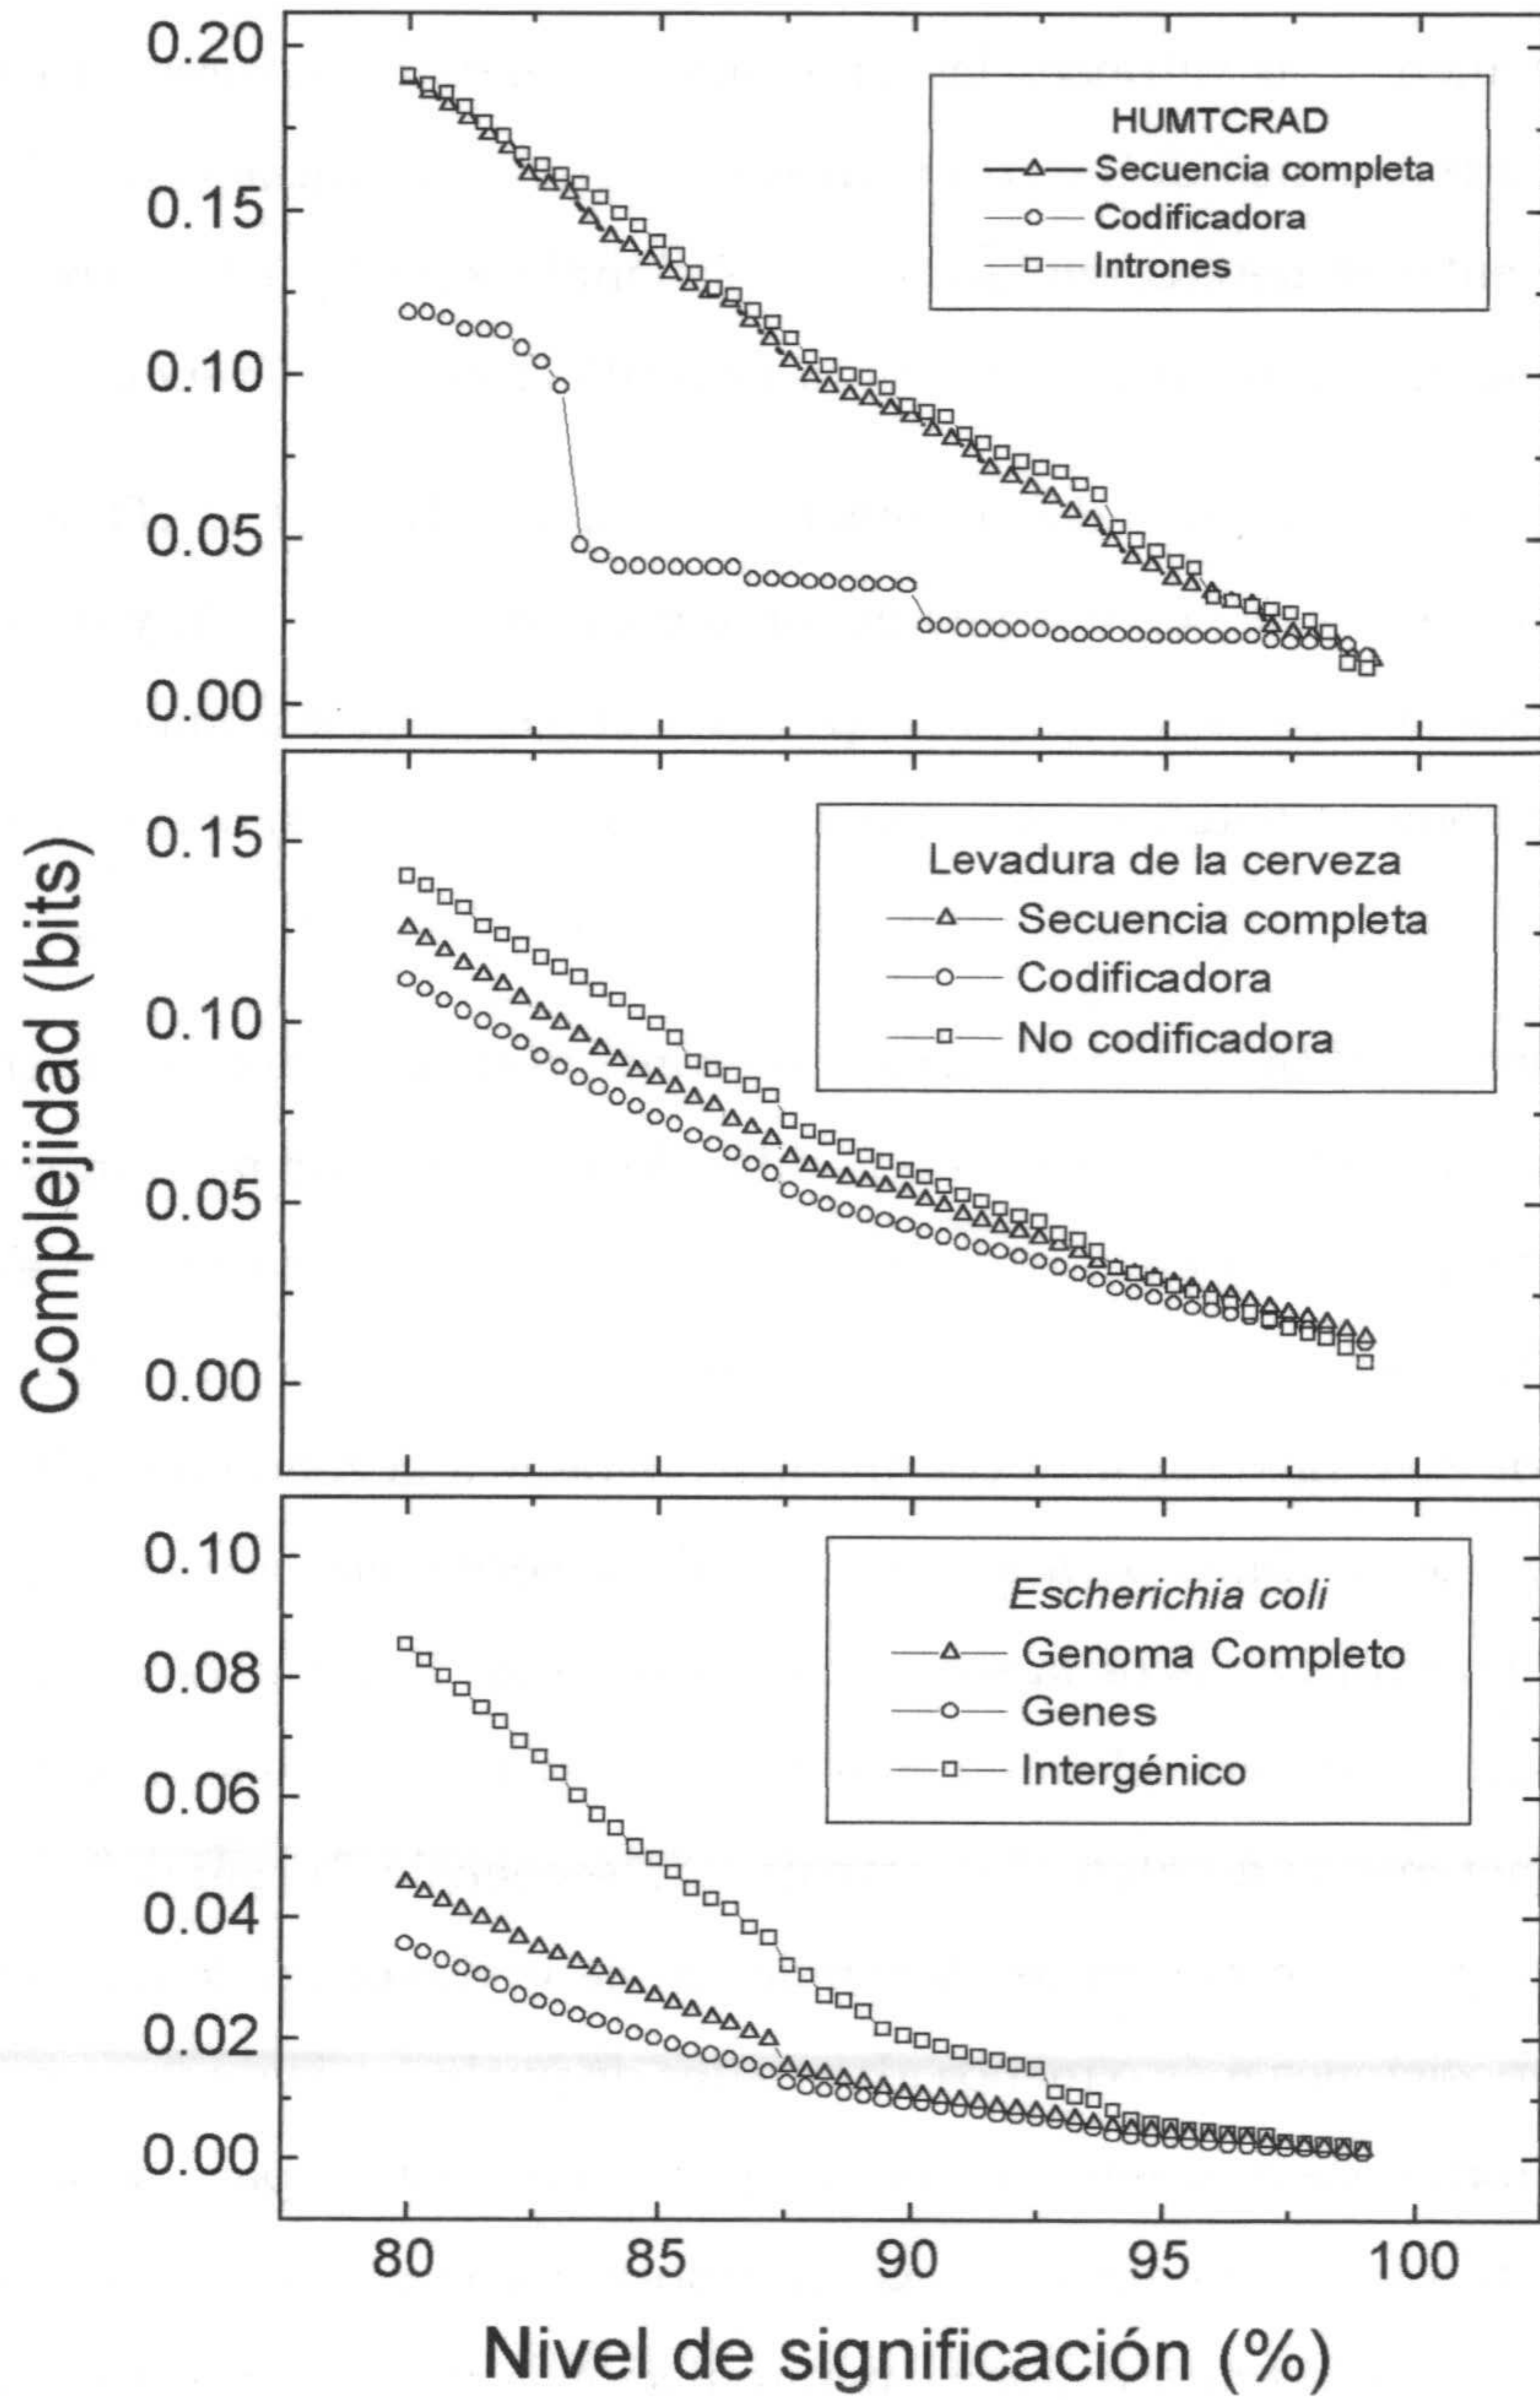 0.20
0.15
0.10
0.05
0.00
HUMTCRAD
Secuencia completa
Codificadora
Intrones
Complejidad (bits)
0.15
0.10
0.05
0.00
Levadura de la cerveza
Secuencia completa
Codificadora
No codificadora
0.10
0.08
0.06
0.04
0.02
0.00
Escherichia coli
Genoma Completo
Genes
Intergénico
80 85 90 95 100
Nivel de significación (%)